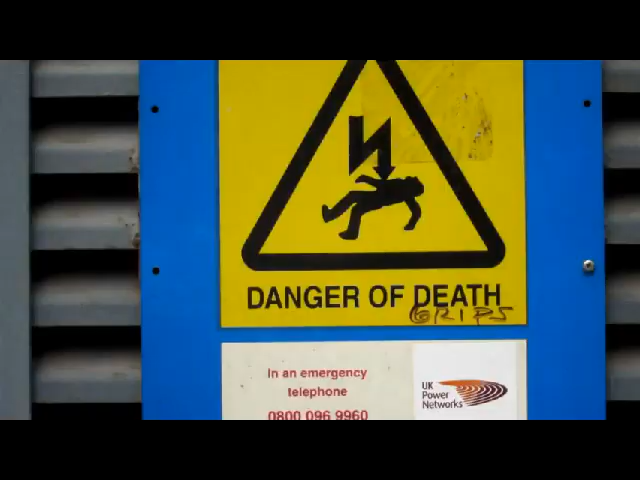 DANGER OF DEATH
GRIPS
In an emergency
telephone
0800 096 9960
UK
Power
Networks